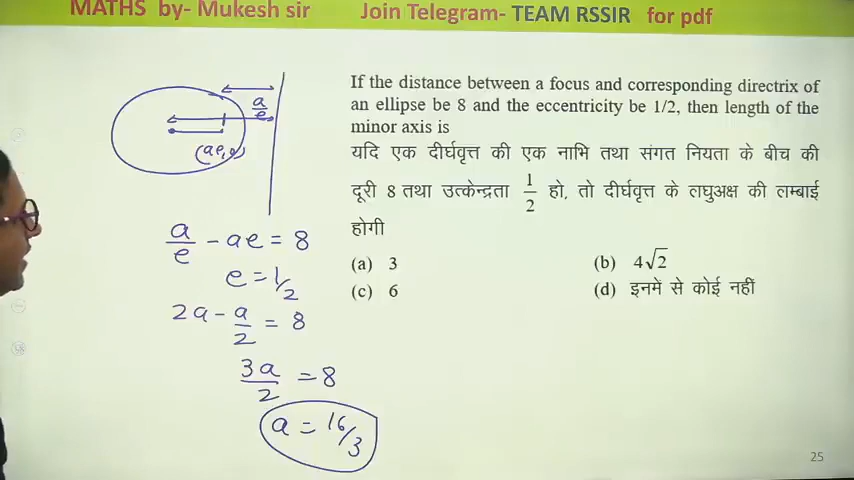 MATHS by- Mukesh sir Join Telegram- TEAM RSSIR for pdf
If the distance between a focus and corresponding directrix of
an ellipse be 8 and the eccentricity be 1/2, then length of the
minor axis is
यदि एक दीर्घवृत्त की एक नाभि तथा संगत नियता के बीच की
दूरी 8 तथा उत्केन्द्रता 1/2 हो, तो दीर्घवृत्त के लघुअक्ष की लम्बाई
होगी
(a) 3 (b) 4√2
(c) 6 (d) इनमें से कोई नहीं
a/e
(ae,0)
a/e - ae = 8
e = 1/2
2a - a/2 = 8
3a/2 = 8
a = 16/3
25